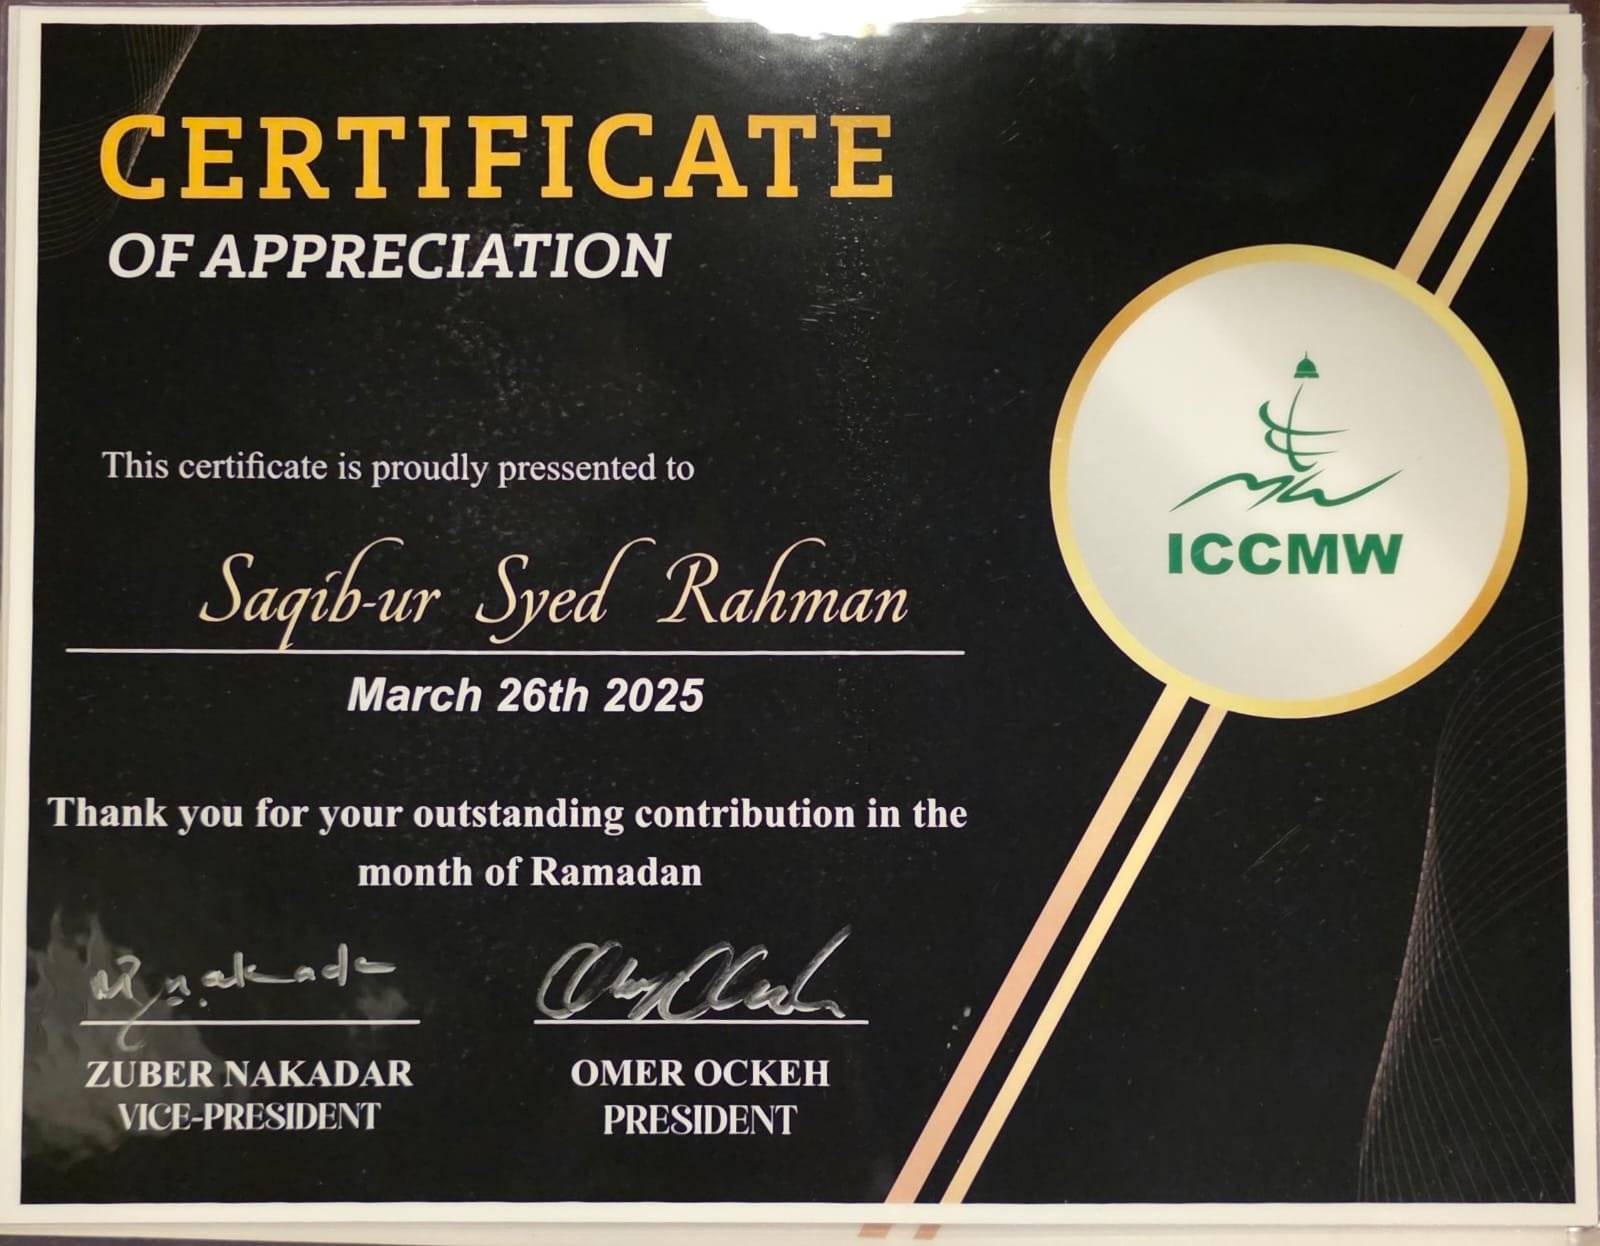 CERTIFICATE
OF APPRECIATION
This certificate is proudly pressented to
Saqib-ur Syed Rahman
March 26th 2025
Thank you for your outstanding contribution in the
month of Ramadan
ICCMW
nakadar
ZUBER NAKADAR
VICE-PRESIDENT
OMER OCKEH
PRESIDENT